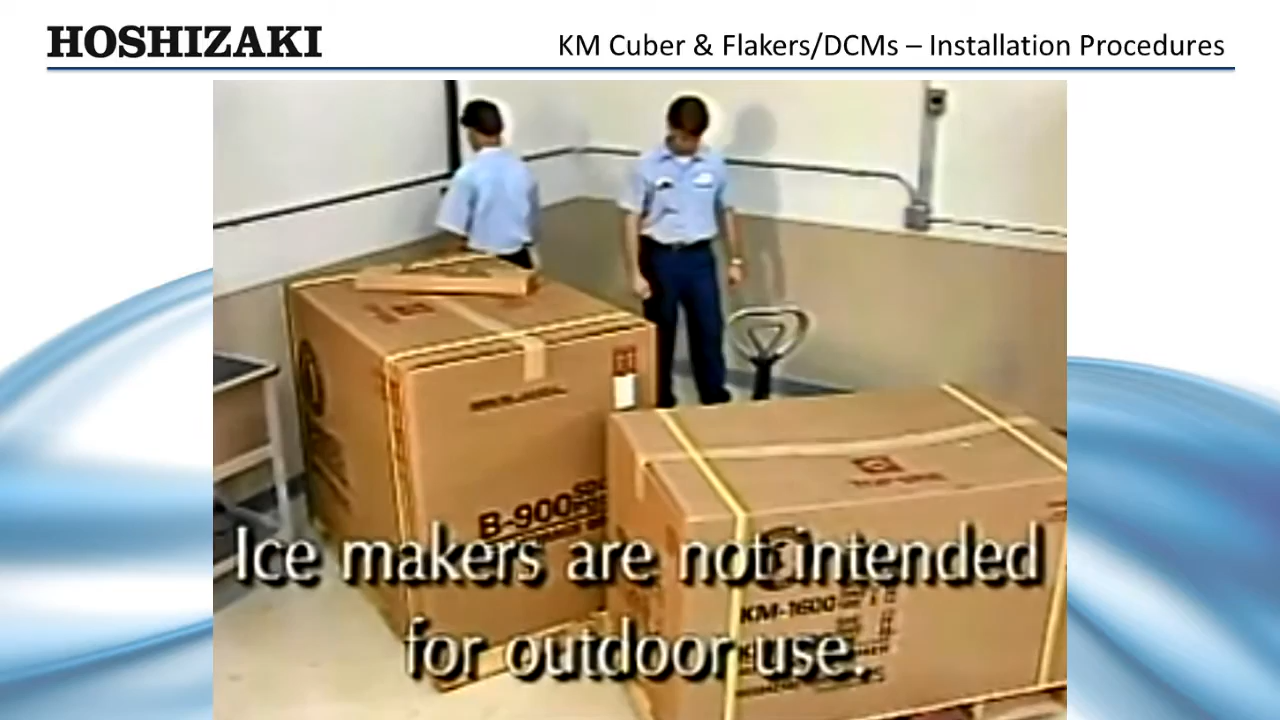 HOSHIZAKI
KM Cuber & Flakers/DCMs – Installation Procedures
B-900
Ice makers are not intended
KM-1600
for outdoor use.